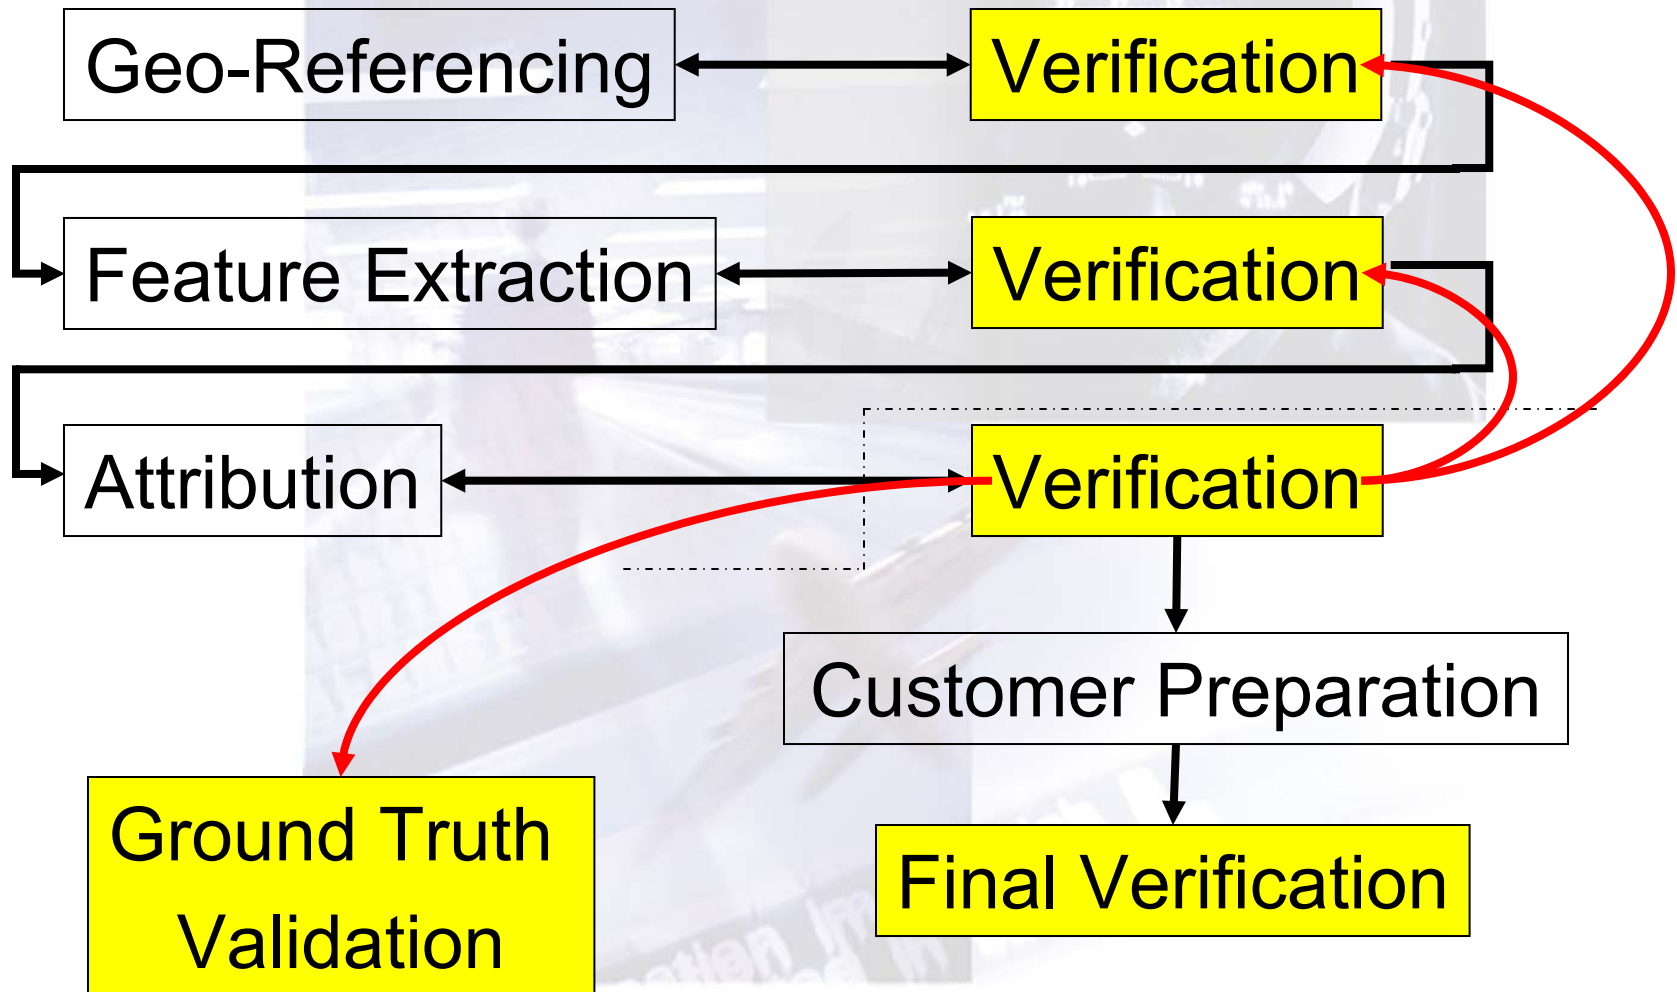 Geo-Referencing
Verification
Feature Extraction
Verification
Attribution
Verification
Customer Preparation
Ground Truth
Validation
Final Verification